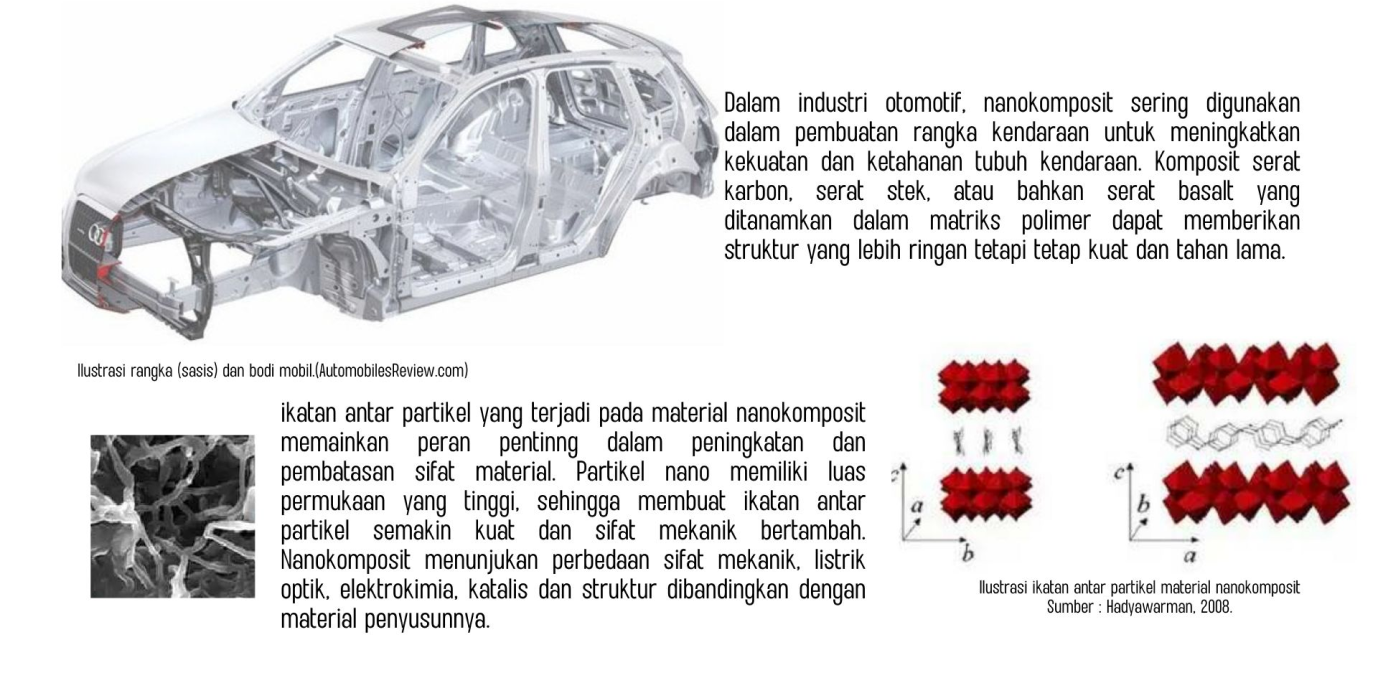 Dalam industri otomotif, nanokomposit sering digunakan
dalam pembuatan rangka kendaraan untuk meningkatkan
kekuatan dan ketahanan tubuh kendaraan. Komposit serat
karbon, serat stek, atau bahkan serat basalt yang
ditanamkan dalam matriks polimer dapat memberikan
struktur yang lebih ringan tetapi tetap kuat dan tahan lama.
Ilustrasi rangka (sasis) dan bodi mobil.(AutomobilesReview.com)
ikatan antar partikel yang terjadi pada material nanokomposit
memainkan peran pentinng dalam peningkatan dan
pembatasan sifat material. Partikel nano memiliki luas
permukaan yang tinggi, sehingga membuat ikatan antar
partikel semakin kuat dan sifat mekanik bertambah.
Nanokomposit menunjukan perbedaan sifat mekanik, listrik
optik, elektrokimia, katalis dan struktur dibandingkan dengan
material penyusunnya.
c
a
b
c
b
a
Ilustrasi ikatan antar partikel material nanokomposit
Sumber : Hadyawarman, 2008.